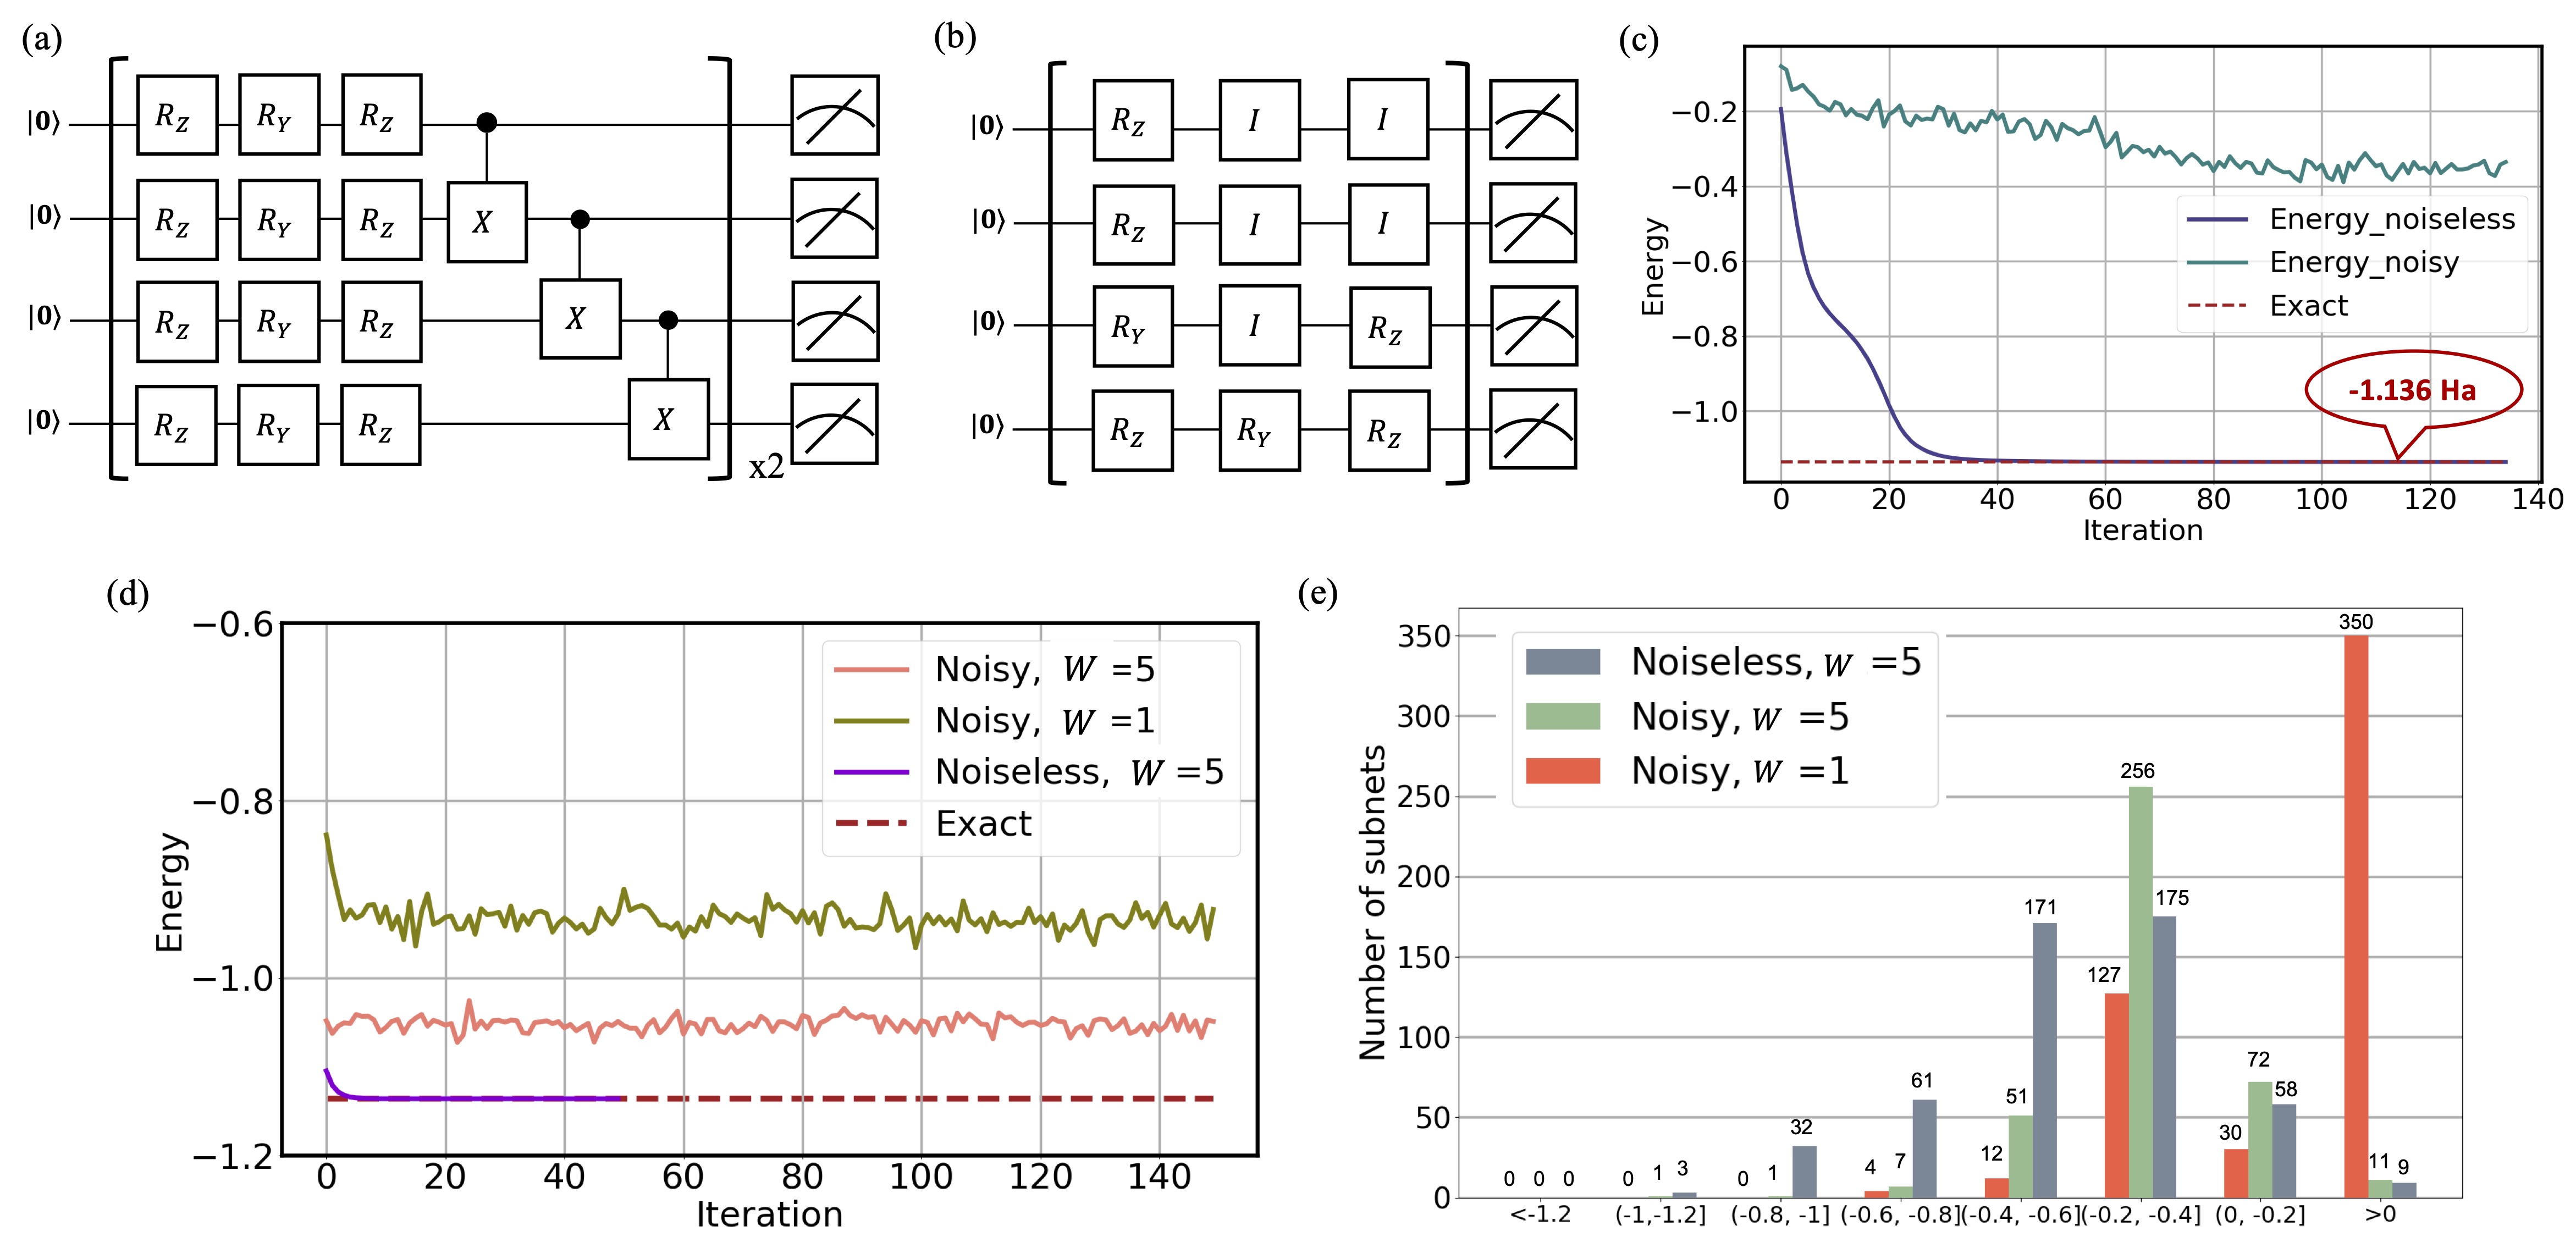 (a)
|0⟩ R_Z R_Y R_Z
|0⟩ R_Z R_Y R_Z X
|0⟩ R_Z R_Y R_Z X
|0⟩ R_Z R_Y R_Z X
x2
(b)
|0⟩ R_Z I I
|0⟩ R_Z I I
|0⟩ R_Y I R_Z
|0⟩ R_Z R_Y R_Z
(c)
Energy
−0.2
−0.4
−0.6
−0.8
−1.0
Energy_noiseless
Energy_noisy
Exact
-1.136 Ha
0 20 40 60 80 100 120 140
Iteration
(d)
Energy
−0.6
−0.8
−1.0
−1.2
Noisy, W =5
Noisy, W =1
Noiseless, W =5
Exact
0 20 40 60 80 100 120 140
Iteration
(e)
Number of subnets
350
300
250
200
150
100
50
0
Noiseless, W =5
Noisy, W =5
Noisy, W =1
0 0 0
0 1 3
0 1 32
4 7 61
12 51 171
127 256 175
30 72 58
350 11 9
<-1.2 (-1,-1.2] (-0.8, -1] (-0.6, -0.8] (-0.4, -0.6] (-0.2, -0.4] (0, -0.2] >0